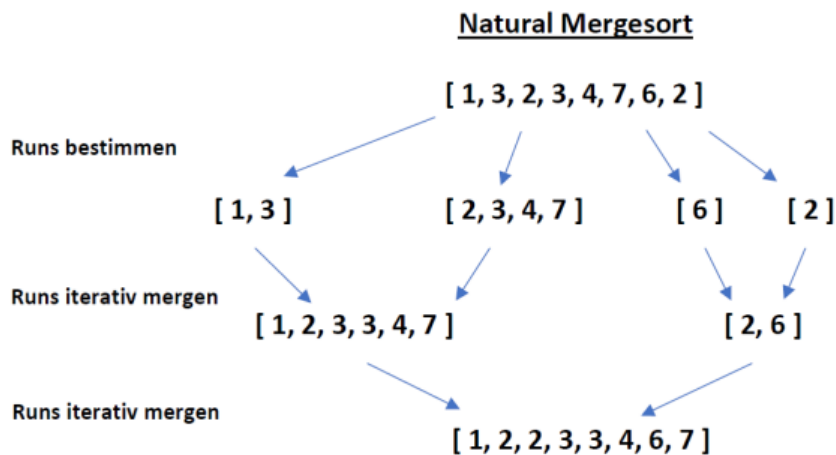 Natural Mergesort
[ 1, 3, 2, 3, 4, 7, 6, 2 ]
Runs bestimmen
[ 1, 3 ] [ 2, 3, 4, 7 ] [ 6 ] [ 2 ]
Runs iterativ mergen
[ 1, 2, 3, 3, 4, 7 ] [ 2, 6 ]
Runs iterativ mergen
[ 1, 2, 2, 3, 3, 4, 6, 7 ]